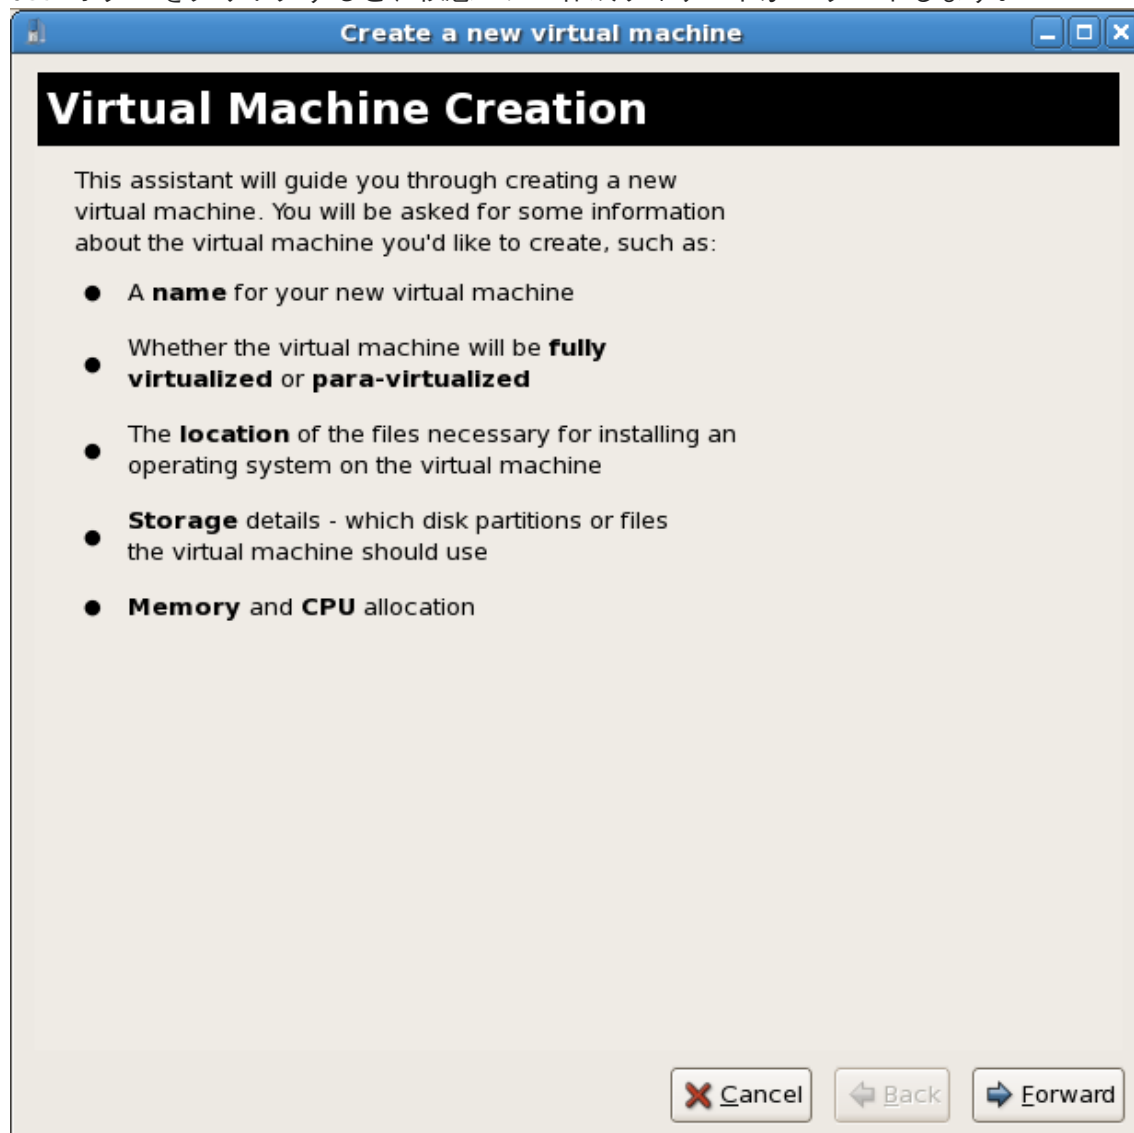 Create a new virtual machine
Virtual Machine Creation
This assistant will guide you through creating a new
virtual machine. You will be asked for some information
about the virtual machine you'd like to create, such as:
● A name for your new virtual machine
● Whether the virtual machine will be fully
virtualized or para-virtualized
● The location of the files necessary for installing an
operating system on the virtual machine
● Storage details - which disk partitions or files
the virtual machine should use
● Memory and CPU allocation
Cancel
Back
Forward